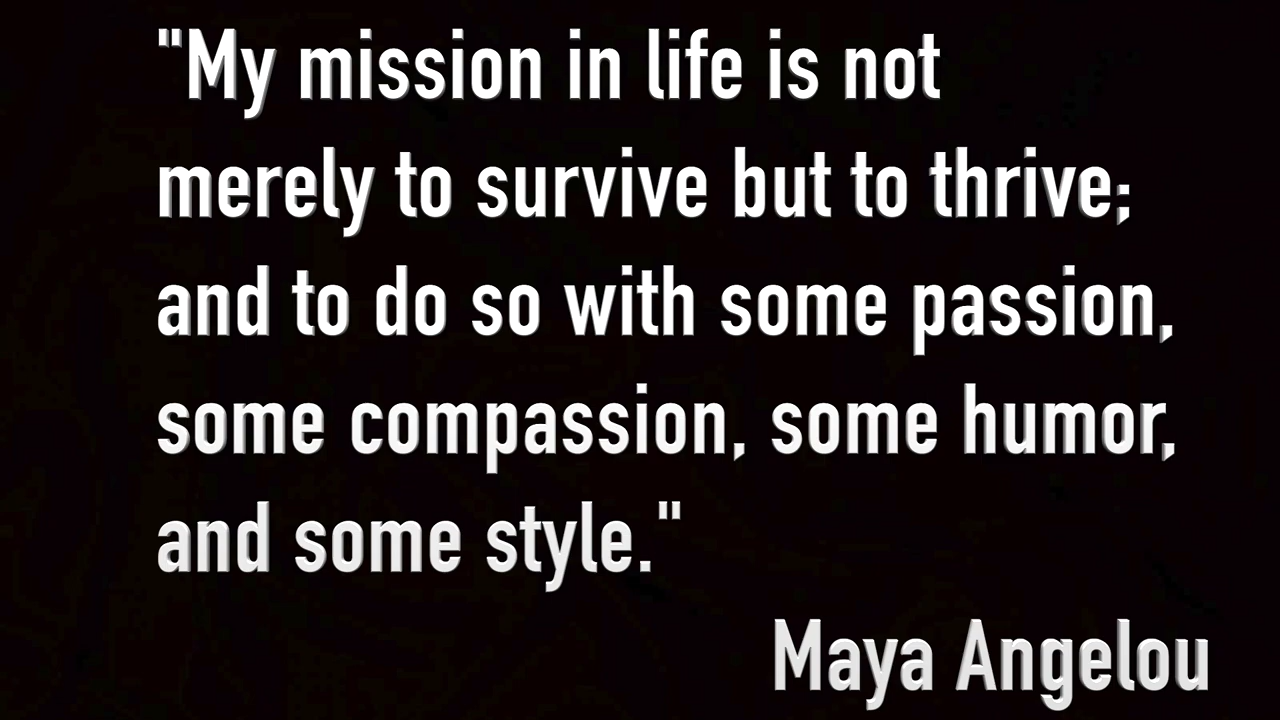 "My mission in life is not
merely to survive but to thrive;
and to do so with some passion,
some compassion, some humor,
and some style."
Maya Angelou